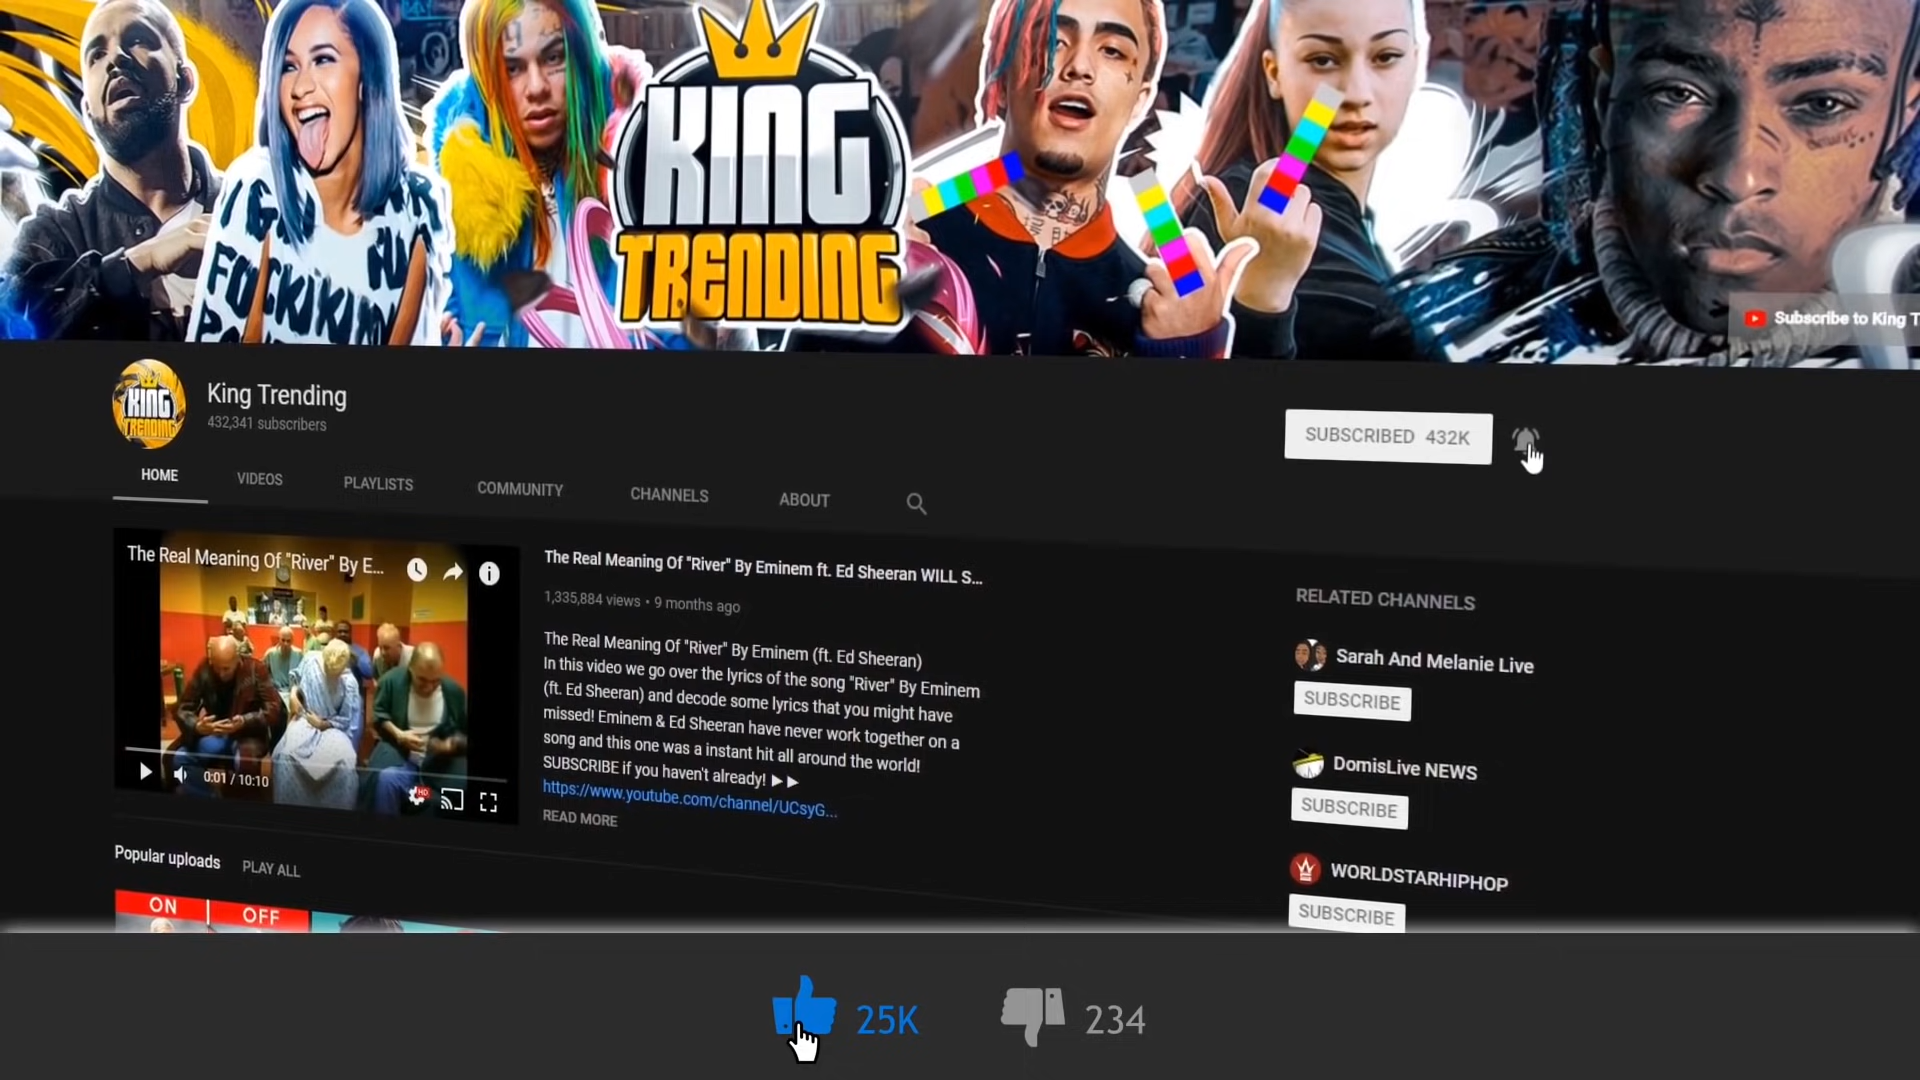 KING
TRENDING
Subscribe to King T
KING
TRENDING
King Trending
432,341 subscribers
SUBSCRIBED 432K
HOME
VIDEOS
PLAYLISTS
COMMUNITY
CHANNELS
ABOUT
The Real Meaning Of "River" By E...
0:01 / 10:10
HD
The Real Meaning Of "River" By Eminem ft. Ed Sheeran WILL S...
1,335,884 views • 9 months ago
The Real Meaning Of "River" By Eminem (ft. Ed Sheeran)
In this video we go over the lyrics of the song "River" By Eminem
(ft. Ed Sheeran) and decode some lyrics that you might have
missed! Eminem & Ed Sheeran have never work together on a
song and this one was a instant hit all around the world!
SUBSCRIBE if you haven't already! ►►
https://www.youtube.com/channel/UCsyG...
READ MORE
RELATED CHANNELS
Sarah And Melanie Live
SUBSCRIBE
DomisLive NEWS
SUBSCRIBE
WORLDSTARHIPHOP
SUBSCRIBE
Popular uploads PLAY ALL
ON OFF
25K
234